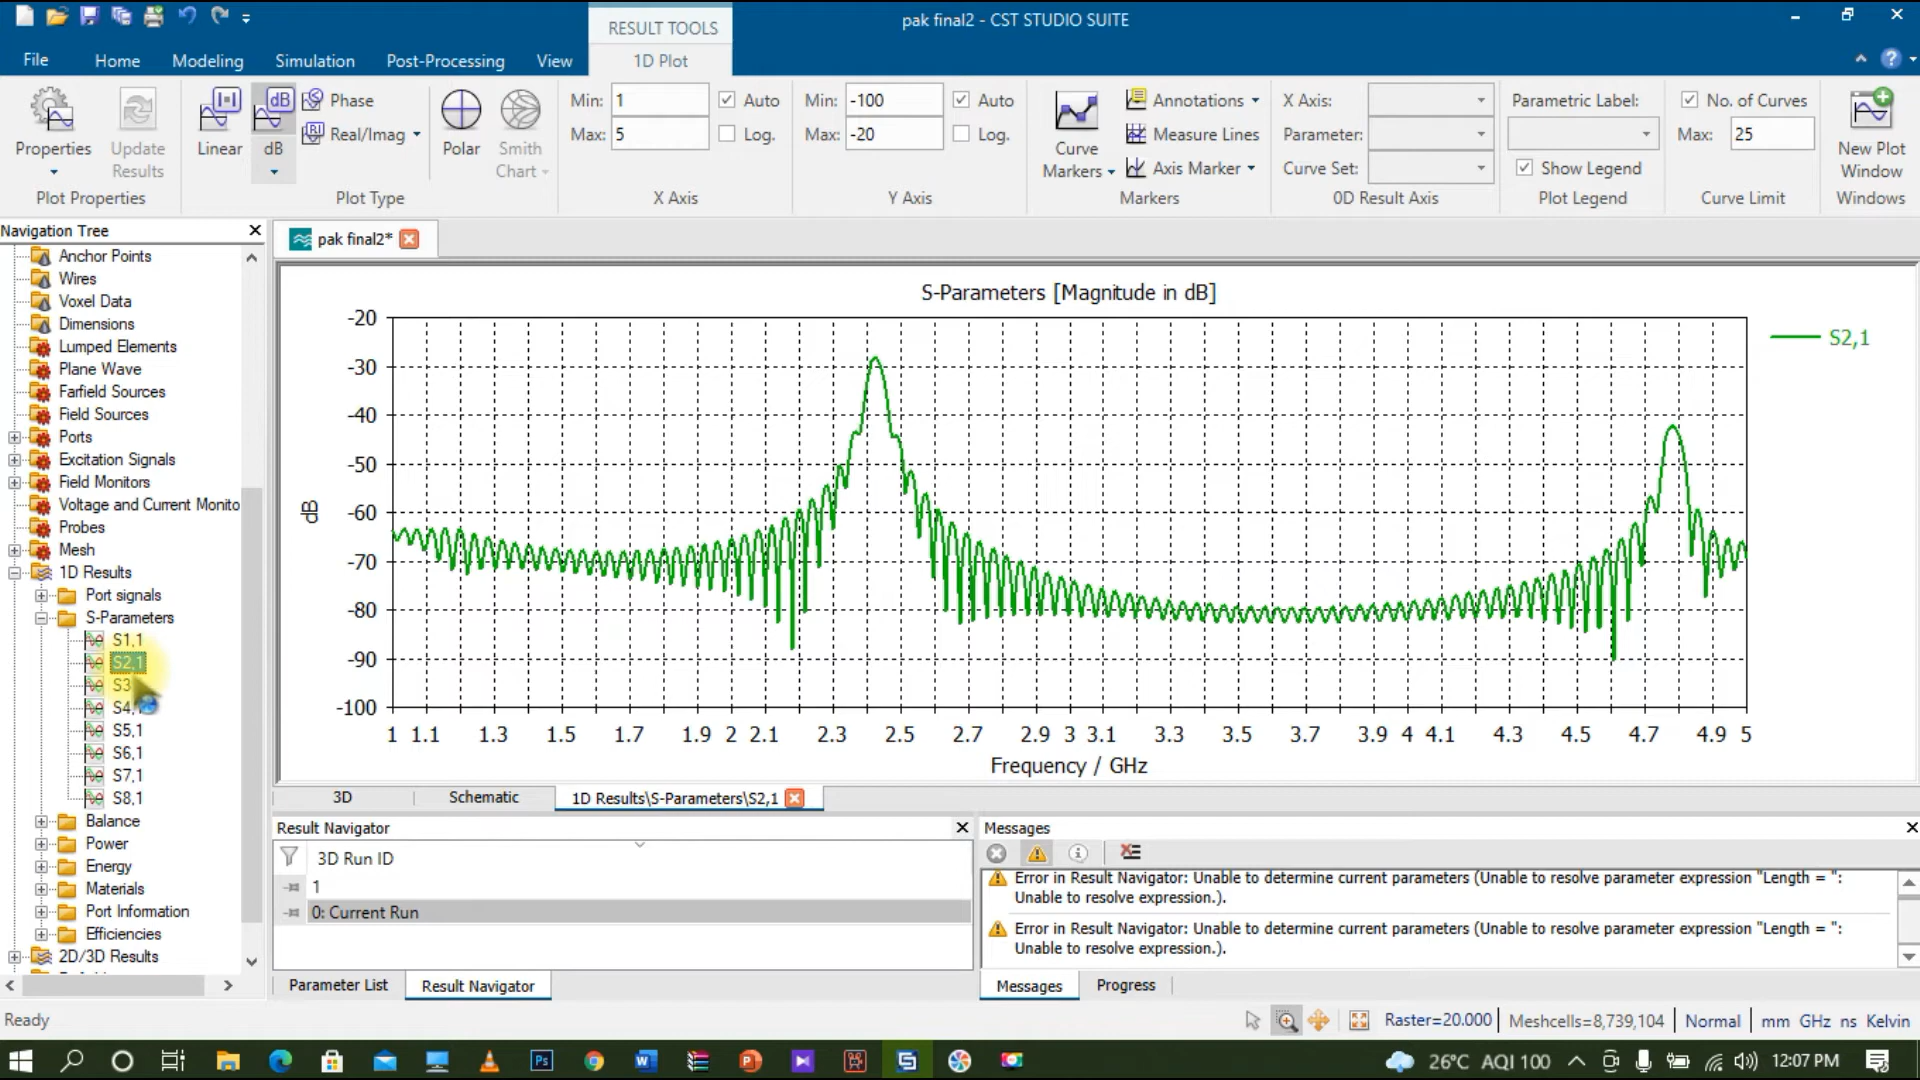 pak final2 - CST STUDIO SUITE
RESULT TOOLS
File Home Modeling Simulation Post-Processing View 1D Plot
Properties
Update Results
Plot Properties
Linear
dB
Phase
Real/Imag
Polar
Smith Chart
Plot Type
Min: 1 Auto
Max: 5 Log.
X Axis
Min: -100 Auto
Max: -20 Log.
Y Axis
Curve Markers
Annotations
Measure Lines
Axis Marker
Markers
X Axis:
Parameter:
Curve Set:
0D Result Axis
Parametric Label:
Show Legend
Plot Legend
No. of Curves
Max: 25
Curve Limit
New Plot Window
Windows
Navigation Tree
Anchor Points
Wires
Voxel Data
Dimensions
Lumped Elements
Plane Wave
Farfield Sources
Field Sources
Ports
Excitation Signals
Field Monitors
Voltage and Current Monito
Probes
Mesh
1D Results
Port signals
S-Parameters
S1,1
S2,1
S3
S4,
S5,1
S6,1
S7,1
S8,1
Balance
Power
Energy
Materials
Port Information
Efficiencies
2D/3D Results
pak final2*
S-Parameters [Magnitude in dB]
S2,1
-20
-30
-40
-50
-60
-70
-80
-90
-100
dB
1 1.1 1.3 1.5 1.7 1.9 2 2.1 2.3 2.5 2.7 2.9 3 3.1 3.3 3.5 3.7 3.9 4 4.1 4.3 4.5 4.7 4.9 5
Frequency / GHz
3D Schematic 1D Results\S-Parameters\S2,1
Result Navigator
3D Run ID
1
0: Current Run
Parameter List Result Navigator
Messages
Error in Result Navigator: Unable to determine current parameters (Unable to resolve parameter expression "Length = ":
Unable to resolve expression.).
Error in Result Navigator: Unable to determine current parameters (Unable to resolve parameter expression "Length = ":
Unable to resolve expression.).
Messages Progress
Ready
Raster=20.000 Meshcells=8,739,104 Normal mm GHz ns Kelvin
26°C AQI 100 12:07 PM